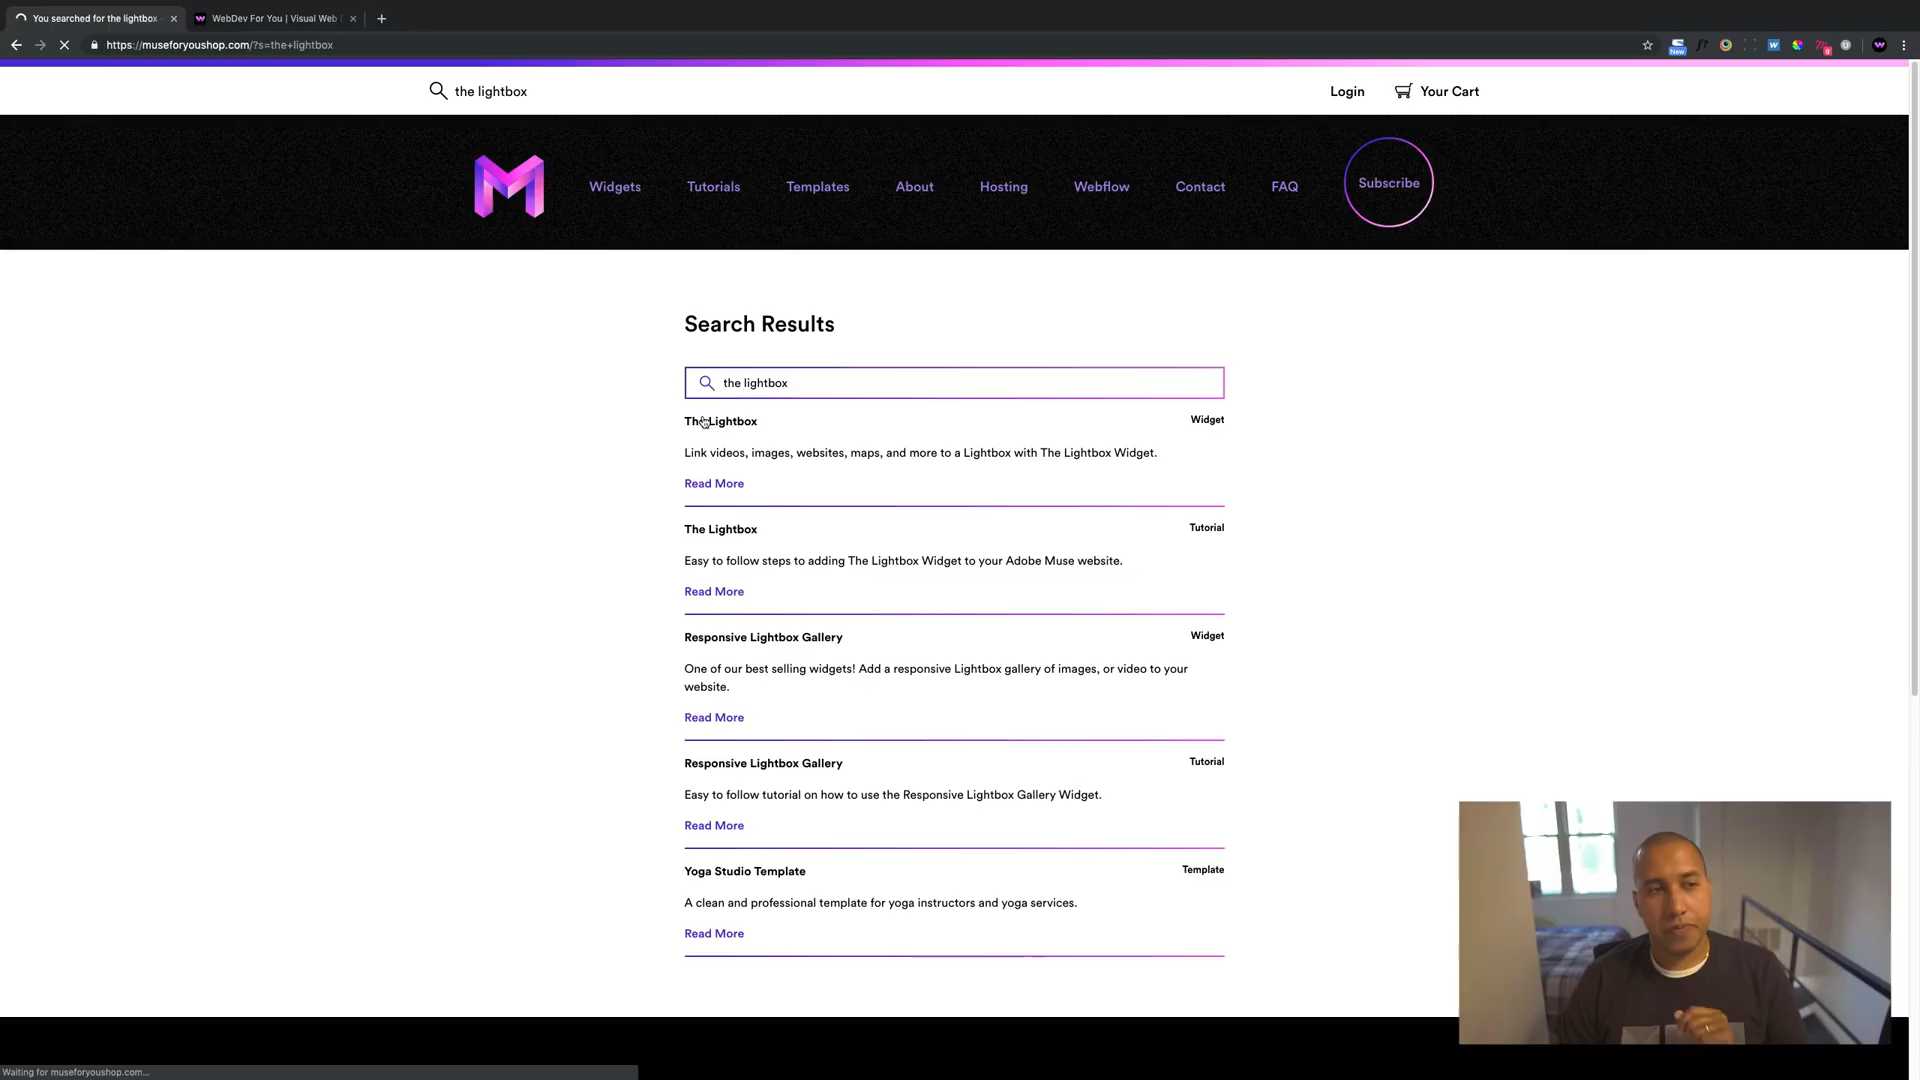 You searched for the lightbox
WebDev For You | Visual Web
https://museforyoushop.com/?s=the+lightbox
New
the lightbox
Login
Your Cart
Widgets
Tutorials
Templates
About
Hosting
Webflow
Contact
FAQ
Subscribe
Search Results
the lightbox
The Lightbox
Widget
Link videos, images, websites, maps, and more to a Lightbox with The Lightbox Widget.
Read More
The Lightbox
Tutorial
Easy to follow steps to adding The Lightbox Widget to your Adobe Muse website.
Read More
Responsive Lightbox Gallery
Widget
One of our best selling widgets! Add a responsive Lightbox gallery of images, or video to your
website.
Read More
Responsive Lightbox Gallery
Tutorial
Easy to follow tutorial on how to use the Responsive Lightbox Gallery Widget.
Read More
Yoga Studio Template
Template
A clean and professional template for yoga instructors and yoga services.
Read More
Waiting for museforyoushop.com...